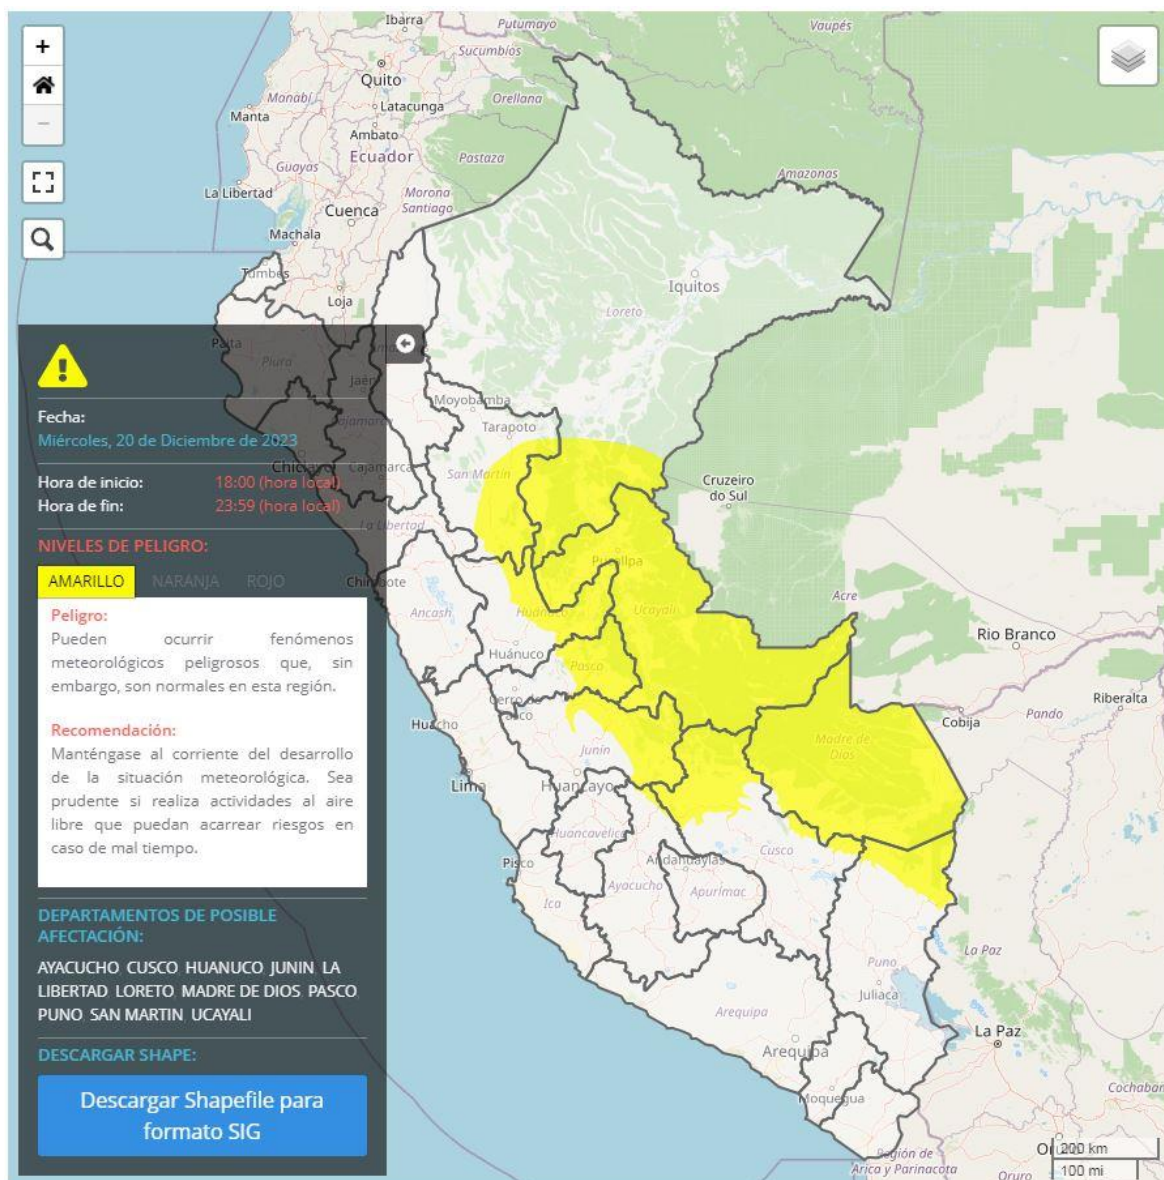 Ibarra
Putumayo
Vaupés
Sucumbíos
Quito
Orellana
Manabí
Latacunga
Manta
Ambato
Ecuador
Pastaza
Guayas
Amazonas
La Libertad
Morona
Santiago
Cuenca
Machala
Tumbes
Loja
Iquitos
Loreto
Paita
Piura
Jaén
Moyobamba
Tarapoto
Cajamarca
Chiclayo
Cajamarca
San Martín
Cruzeiro
do Sul
La Libertad
Pucallpa
Chimbote
Ancash
Huánuco
Ucayali
Acre
Rio Branco
Huánuco
Pasco
Riberalta
Cerro de
Pasco
Cobija
Pando
Huacho
Junín
Madre de
Dios
Lima
Huancayo
Huancavelica
Pisco
Andahuaylas
Cusco
Ica
Ayacucho
Apurímac
La Paz
Puno
Juliaca
Arequipa
La Paz
Arequipa
Moquegua
Cochabam
Región de
Arica y Parinacota
Oruro
200 km
100 mi
+
−
Fecha:
Miércoles, 20 de Diciembre de 2023
Hora de inicio: 18:00 (hora local)
Hora de fin: 23:59 (hora local)
NIVELES DE PELIGRO:
AMARILLO NARANJA ROJO
Peligro:
Pueden ocurrir fenómenos
meteorológicos peligrosos que, sin
embargo, son normales en esta región.
Recomendación:
Manténgase al corriente del desarrollo
de la situación meteorológica. Sea
prudente si realiza actividades al aire
libre que puedan acarrear riesgos en
caso de mal tiempo.
DEPARTAMENTOS DE POSIBLE
AFECTACIÓN:
AYACUCHO CUSCO HUANUCO JUNIN LA
LIBERTAD LORETO MADRE DE DIOS PASCO
PUNO SAN MARTIN UCAYALI
DESCARGAR SHAPE:
Descargar Shapefile para
formato SIG